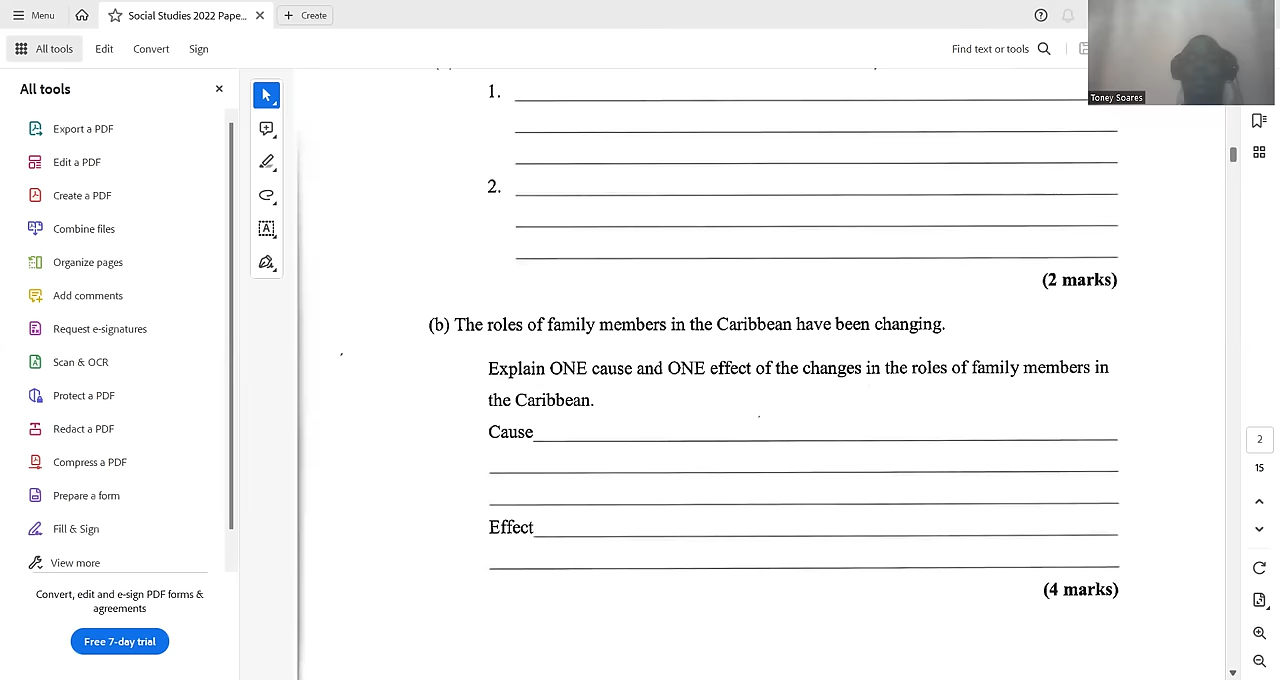 Menu
Social Studies 2022 Pape...
Create
All tools
Edit
Convert
Sign
Find text or tools
Toney Soares
All tools
Export a PDF
Edit a PDF
Create a PDF
Combine files
Organize pages
Add comments
Request e-signatures
Scan & OCR
Protect a PDF
Redact a PDF
Compress a PDF
Prepare a form
Fill & Sign
View more
Convert, edit and e-sign PDF forms &
agreements
Free 7-day trial
1.
2.
(2 marks)
(b) The roles of family members in the Caribbean have been changing.
Explain ONE cause and ONE effect of the changes in the roles of family members in
the Caribbean.
Cause
Effect
(4 marks)
2
15